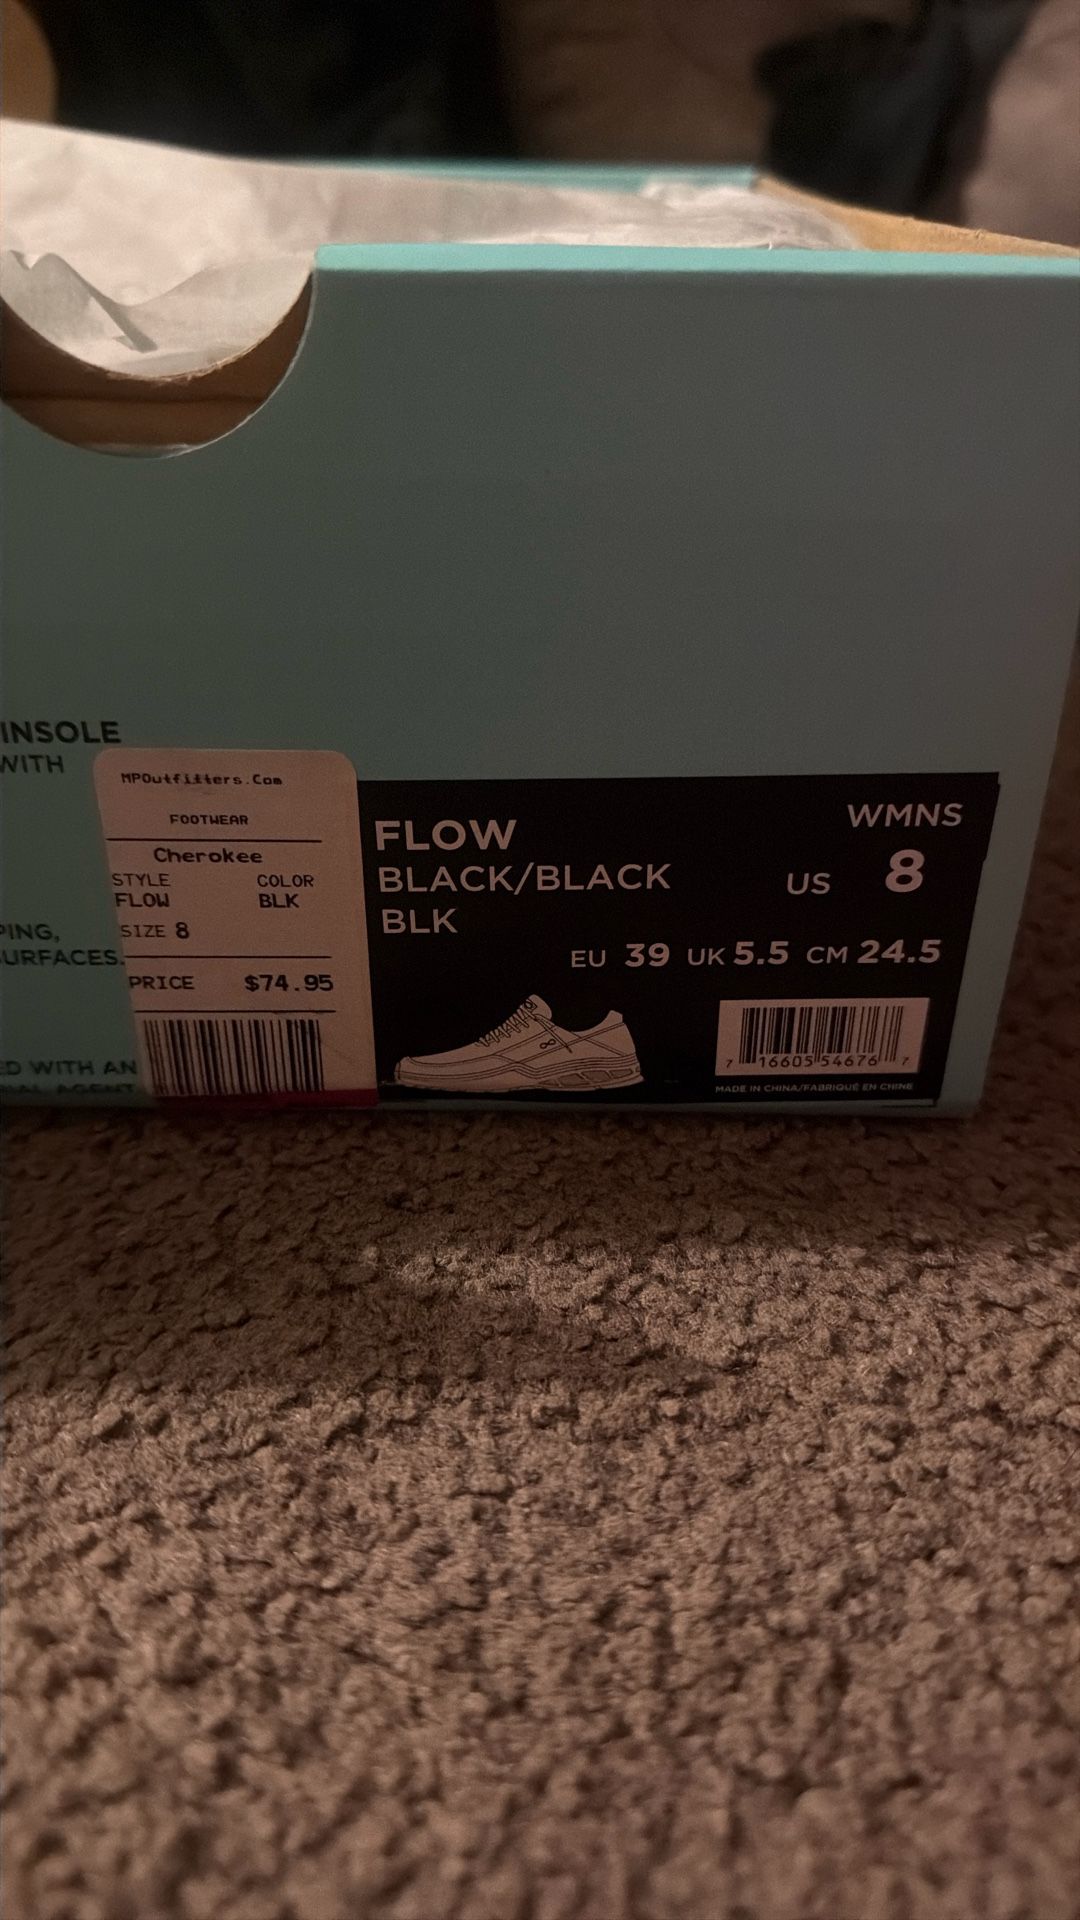 INSOLE
WITH
PING,
URFACES.
ED WITH AN
AGENT
MPOutfitters.Com
FOOTWEAR
Cherokee
STYLE COLOR
FLOW BLK
SIZE 8
PRICE $74.95
FLOW
BLACK/BLACK
BLK
WMNS
US 8
EU 39 UK 5.5 CM 24.5
7 16605 54676 7
MADE IN CHINA/FABRIQUÉ EN CHINE